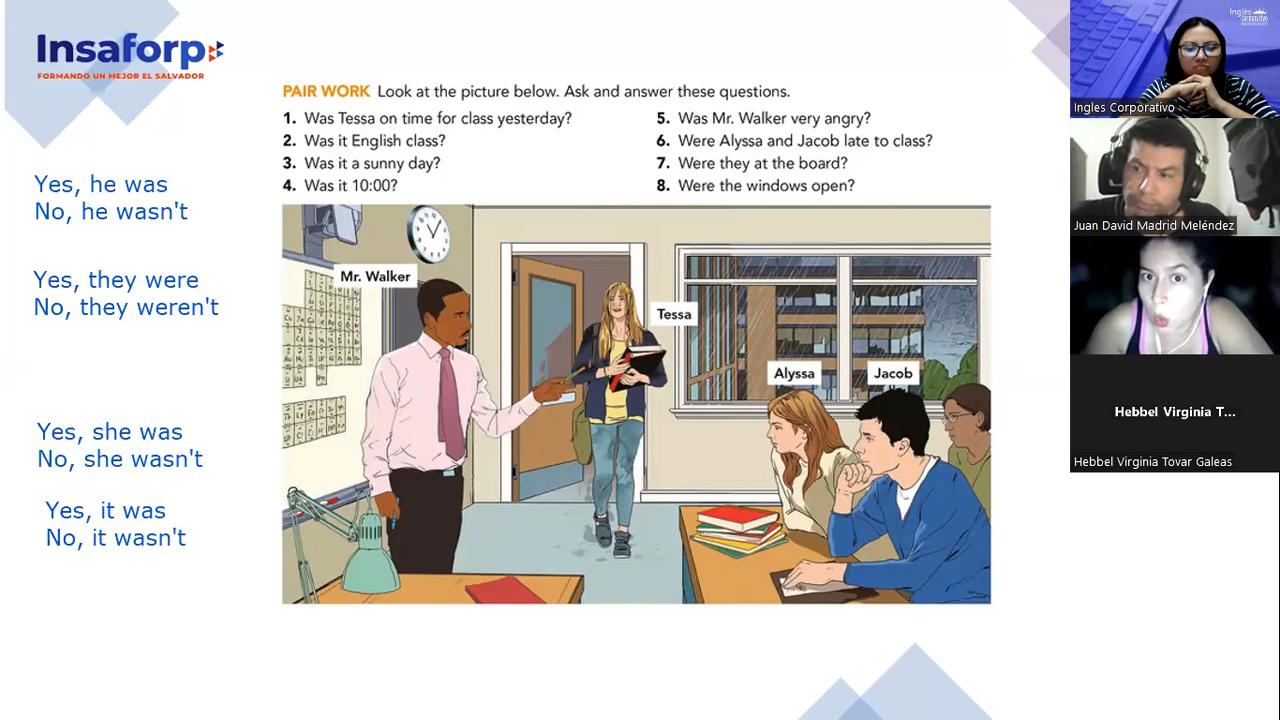 Insaforp
FORMANDO UN MEJOR EL SALVADOR
PAIR WORK Look at the picture below. Ask and answer these questions.
1. Was Tessa on time for class yesterday?
2. Was it English class?
3. Was it a sunny day?
4. Was it 10:00?
5. Was Mr. Walker very angry?
6. Were Alyssa and Jacob late to class?
7. Were they at the board?
8. Were the windows open?
Yes, he was
No, he wasn't
Yes, they were
No, they weren't
Yes, she was
No, she wasn't
Yes, it was
No, it wasn't
Mr. Walker
Tessa
Alyssa
Jacob
Ingles
Ingles Corporativo
Juan David Madrid Meléndez
Hebbel Virginia T...
Hebbel Virginia Tovar Galeas